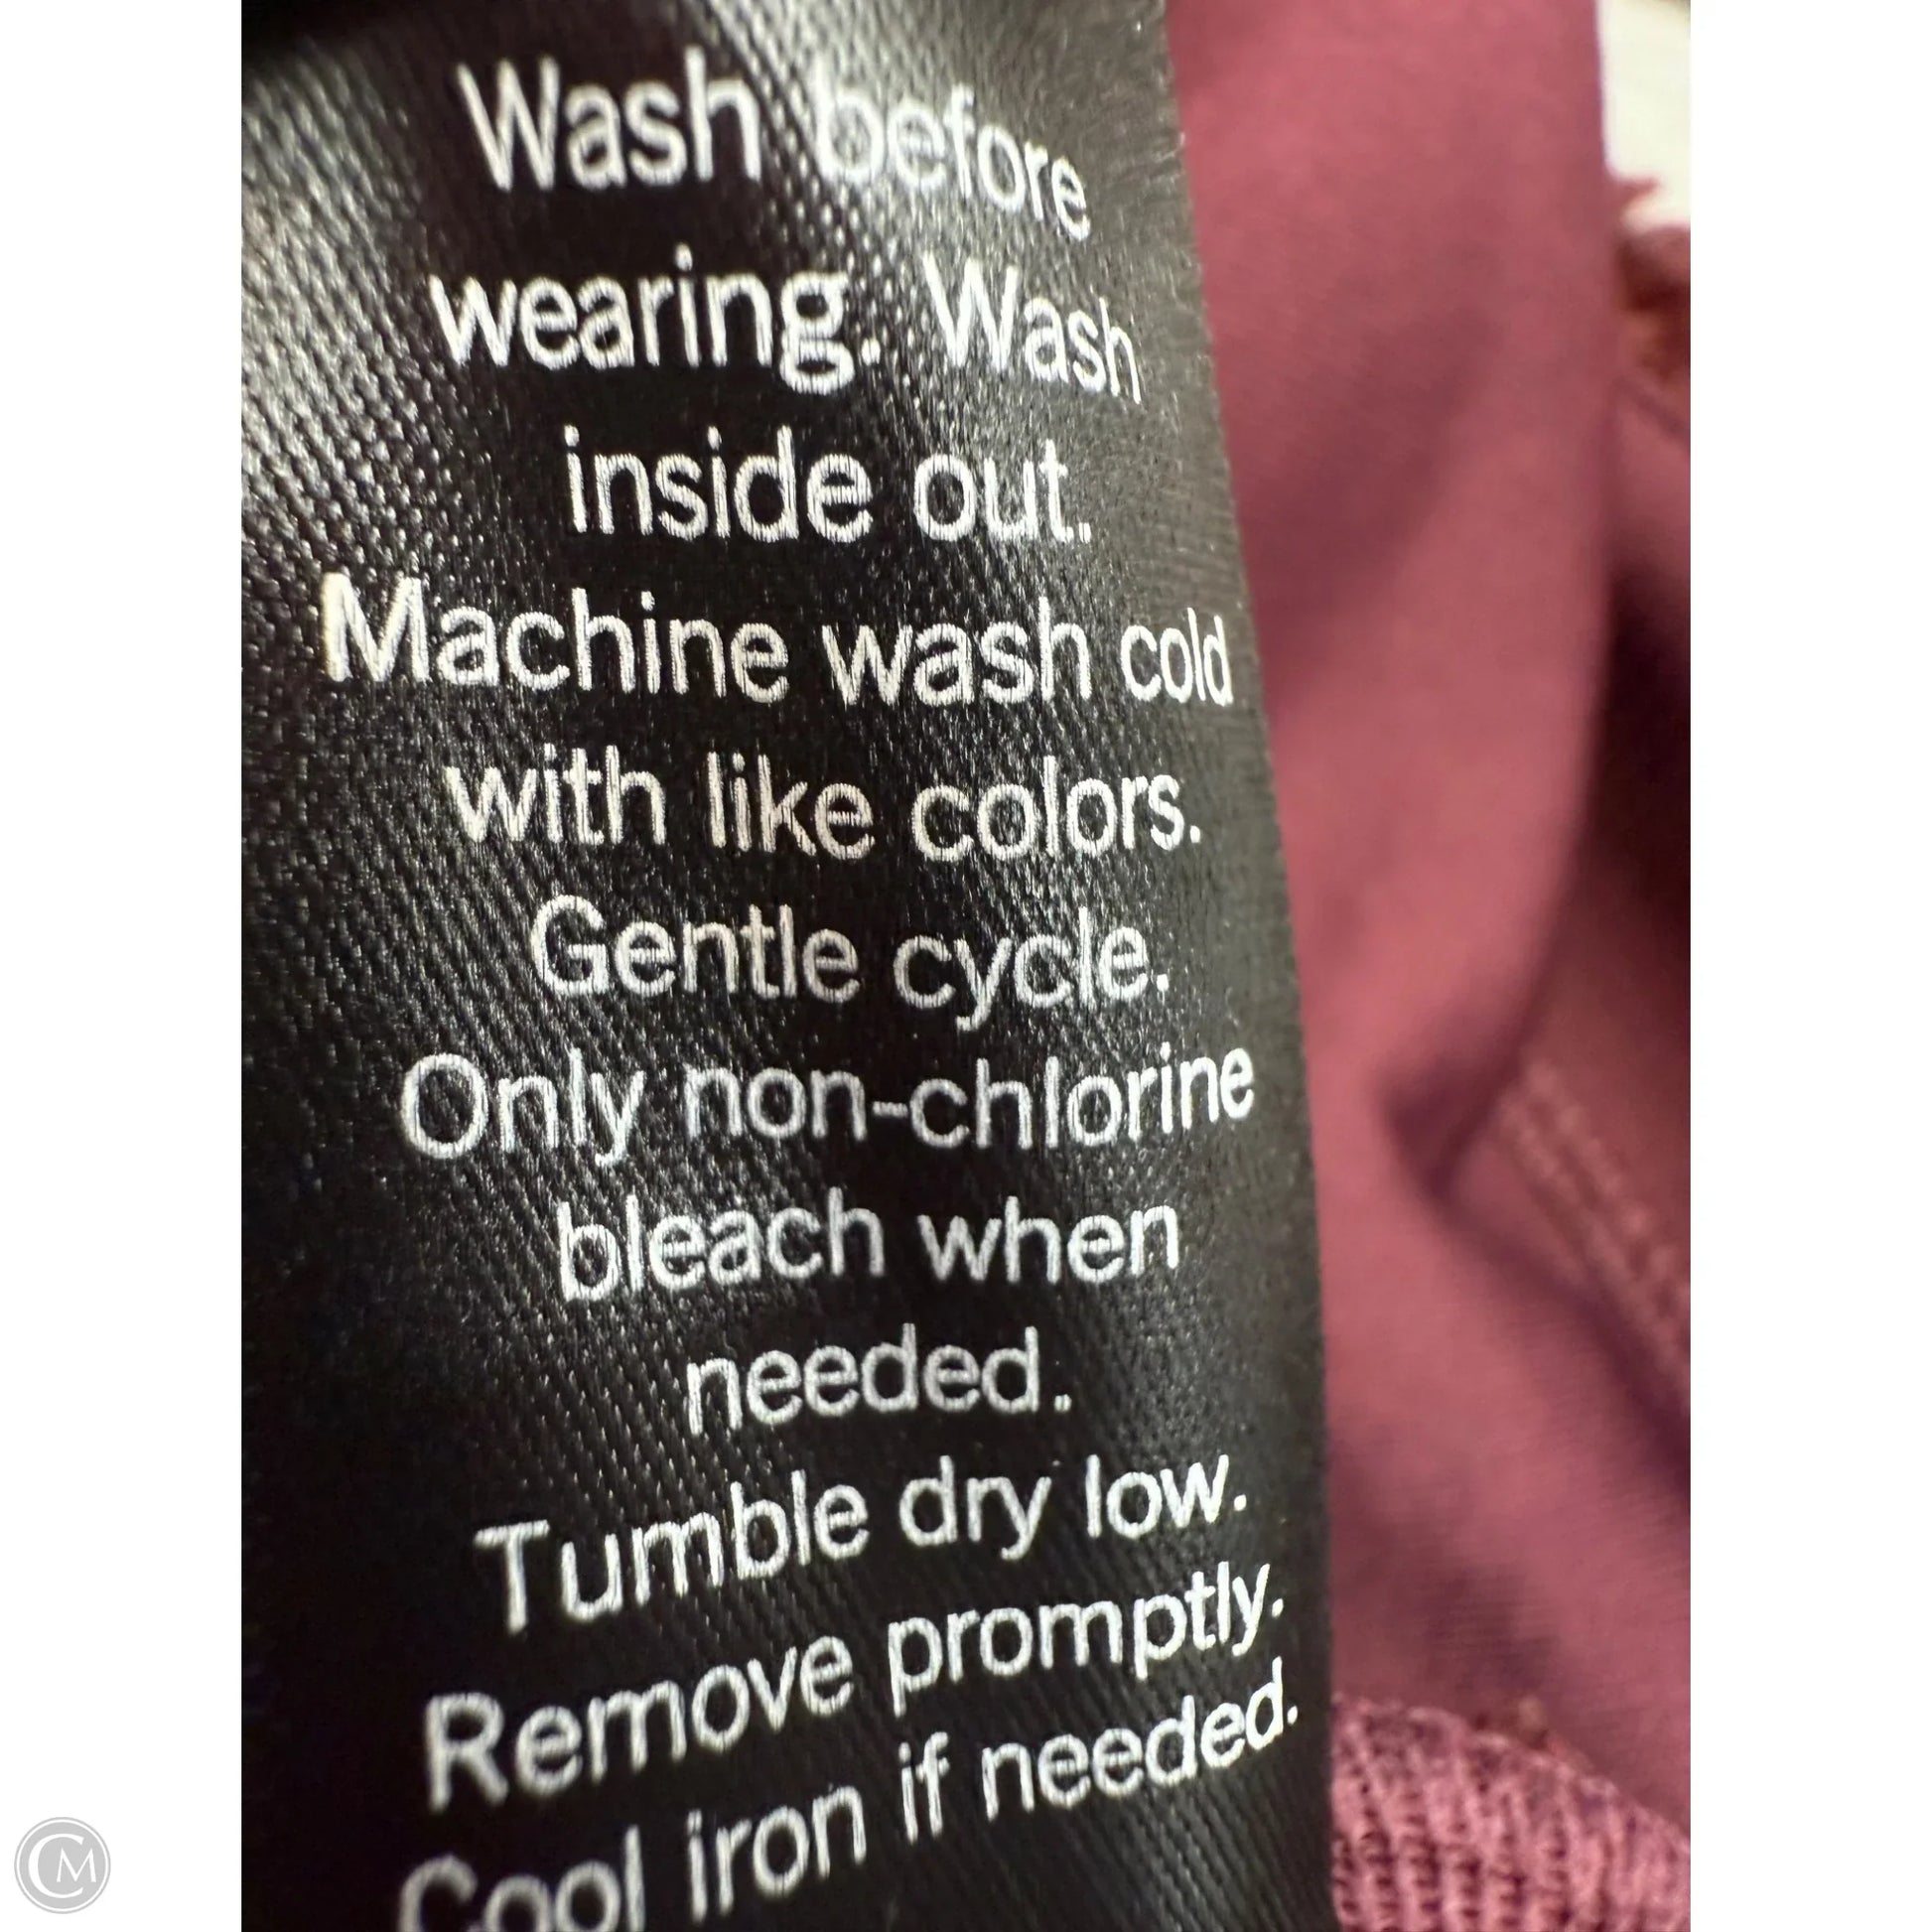 Wash before
wearing. Wash
inside out.
Machine wash cold
with like colors.
Gentle cycle.
Only non-chlorine
bleach when
needed.
Tumble dry low.
Remove promptly.
Cool iron if needed.
CM